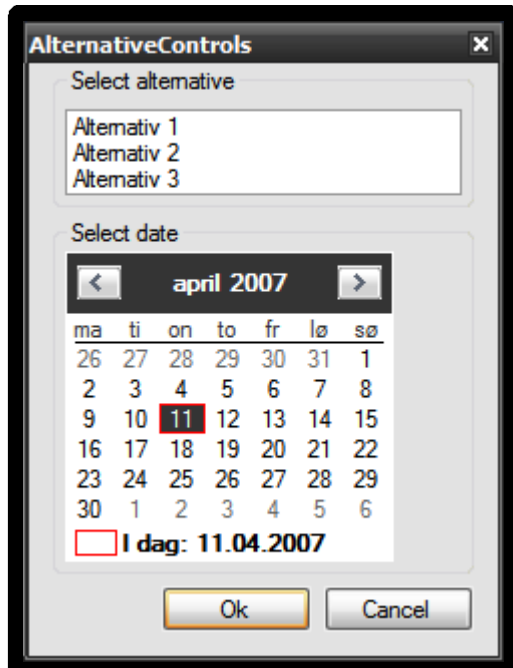 AlternativeControls
Select alternative
Alternativ 1
Alternativ 2
Alternativ 3
Select date
april 2007
ma ti on to fr lø sø
26 27 28 29 30 31 1
2 3 4 5 6 7 8
9 10 11 12 13 14 15
16 17 18 19 20 21 22
23 24 25 26 27 28 29
30 1 2 3 4 5 6
I dag: 11.04.2007
Ok Cancel